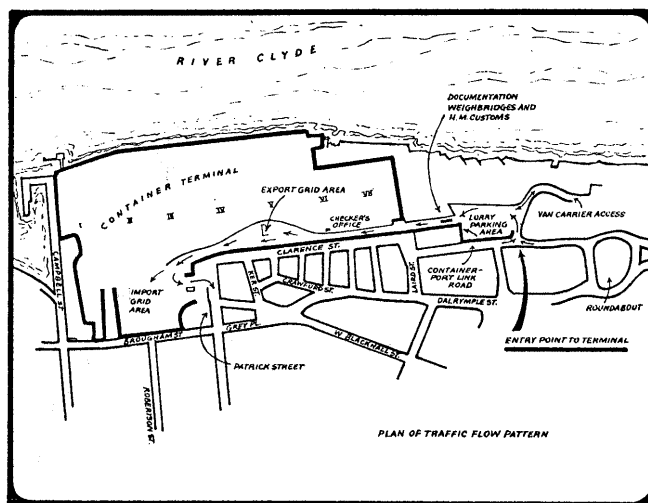 RIVER CLYDE
DOCUMENTATION
WEIGHBRIDGES AND
H.M. CUSTOMS
CONTAINER TERMINAL
EXPORT GRID AREA
I
II
III
IV
V
VI
VII
CHECKER'S
OFFICE
LORRY
PARKING
AREA
VAN CARRIER ACCESS
CAMPBELL ST.
CLARENCE ST.
KER ST.
CRAWFURD ST.
LAIRD ST.
CONTAINER-
PORT LINK
ROAD
DALRYMPLE ST.
ROUNDABOUT
IMPORT
GRID
AREA
BROUGHAM ST.
GREY PL.
W. BLACKHALL ST.
ENTRY POINT TO TERMINAL
PATRICK STREET
ROBERTSON ST.
PLAN OF TRAFFIC FLOW PATTERN